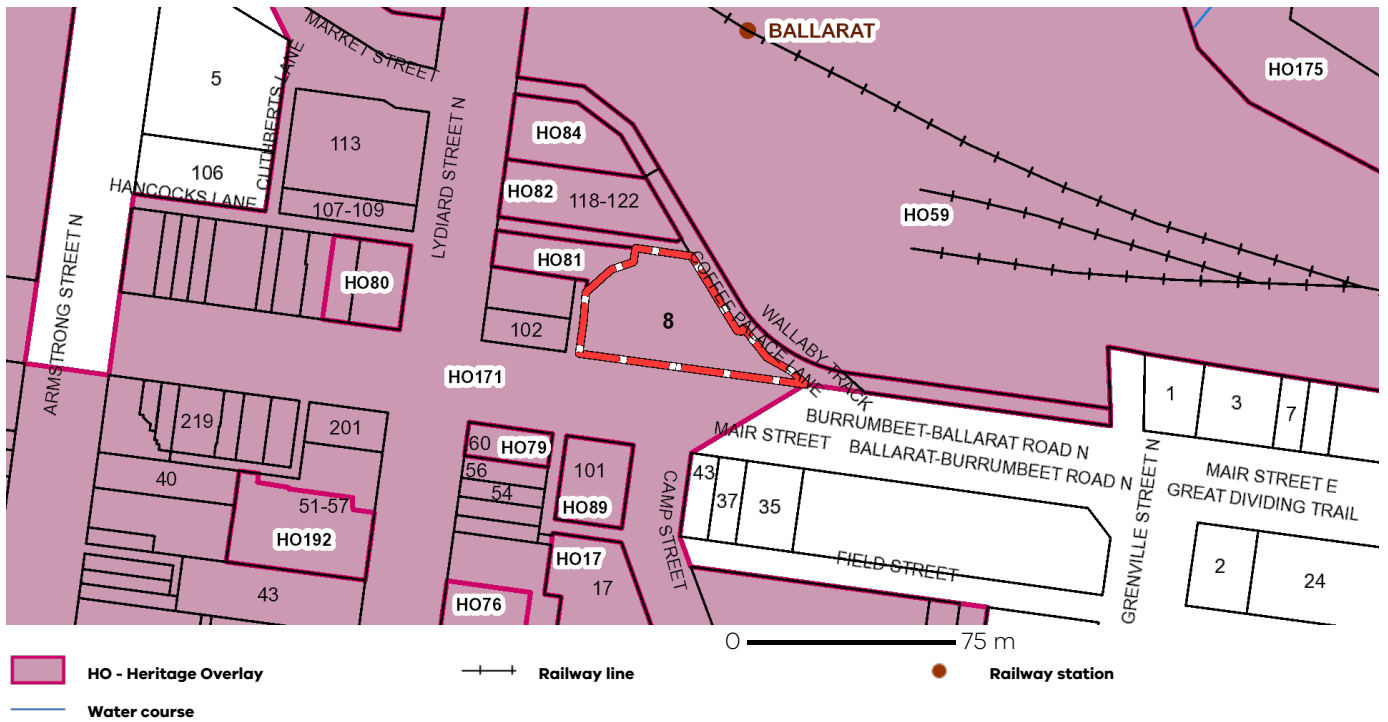 MARKET STREET
BALLARAT
HO175
5
CUTHBERTS LANE
113
LYDIARD STREET N
HO84
106
HANCOCKS LANE
107-109
HO82
118-122
HO59
ARMSTRONG STREET N
HO80
HO81
COFFEE PALACE LANE
WALLABY TRACK
8
102
HO171
1
3
7
219
201
60
HO79
101
BURRUMBEET-BALLARAT ROAD N
MAIR STREET
BALLARAT-BURRUMBEET ROAD N
GRENVILLE STREET N
MAIR STREET E
GREAT DIVIDING TRAIL
40
51-57
56
54
HO89
CAMP STREET
43
37
35
HO192
HO17
17
FIELD STREET
2
24
43
HO76
0 75 m
HO - Heritage Overlay
Railway line
Railway station
Water course